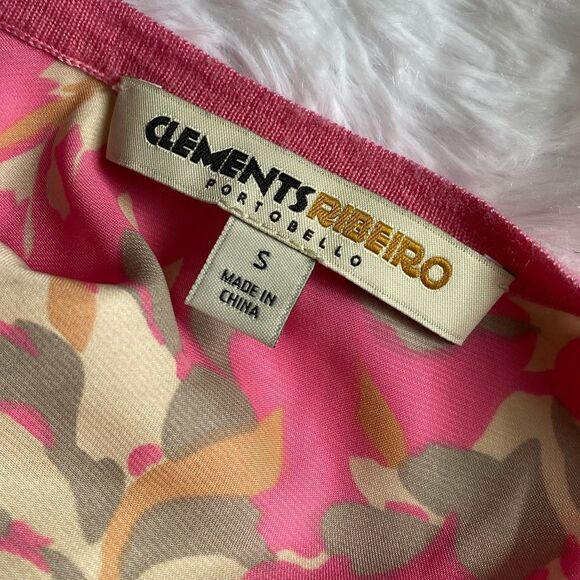 CLEMENTS RIBEIRO
PORTOBELLO
S
MADE IN
CHINA